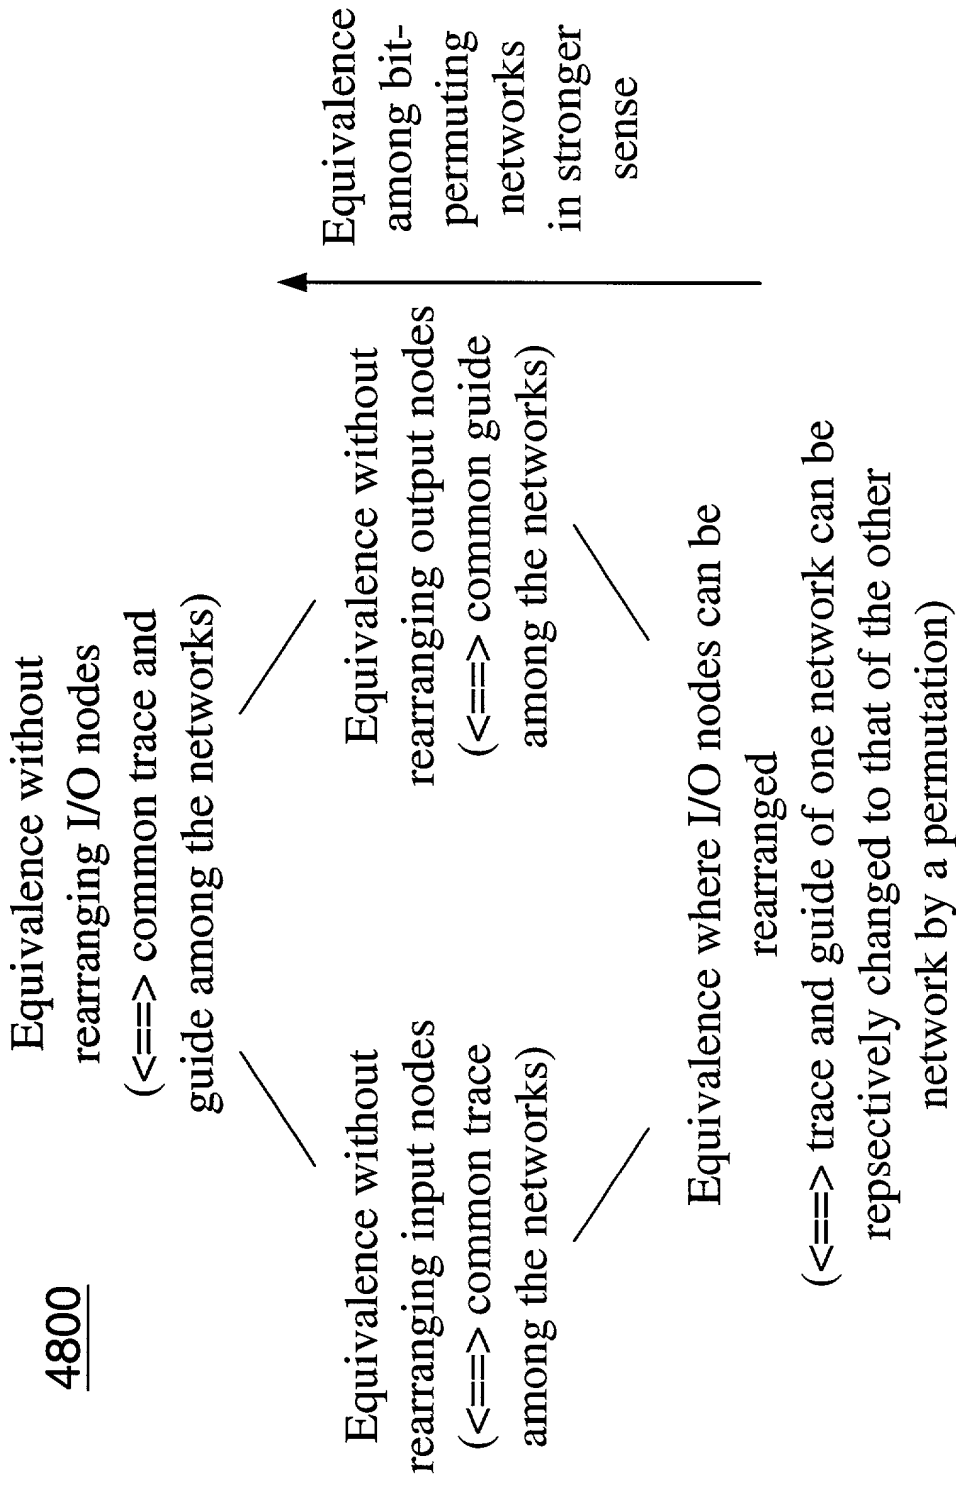 4800
Equivalence without
rearranging I/O nodes
(<==> common trace and
guide among the networks)
Equivalence without
rearranging input nodes
(<==> common trace
among the networks)
Equivalence without
rearranging output nodes
(<==> common guide
among the networks)
Equivalence
among bit-
permuting
networks
in stronger
sense
Equivalence where I/O nodes can be
rearranged
(<==> trace and guide of one network can be
repsectively changed to that of the other
network by a permutation)